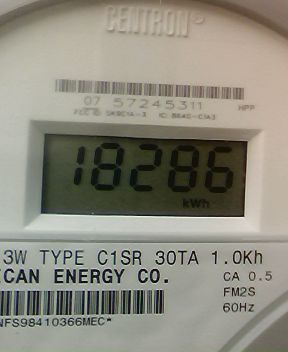 CENTRON®
07 57245311 HPP
18286
kWh
3W TYPE C1SR 30TA 1.0Kh
ICAN ENERGY CO. CA 0.5
FM2S
60Hz
NFS98410366MEC*